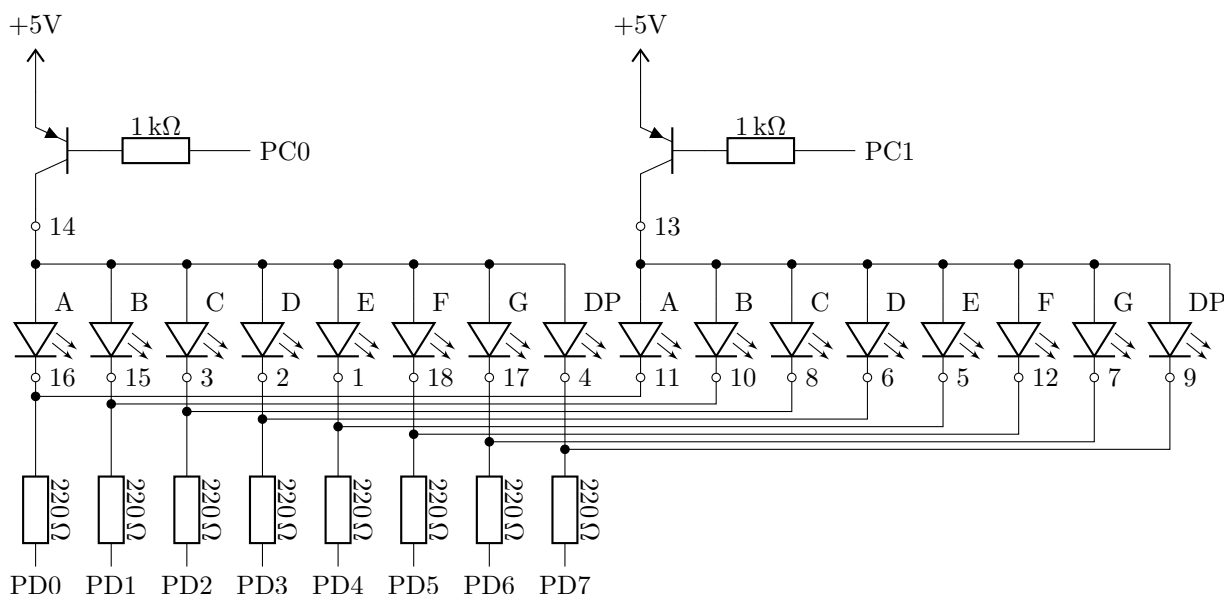 +5V +5V
1 kΩ 1 kΩ
PC0 PC1
14 13
A B C D E F G DP A B C D E F G DP
16 15 3 2 1 18 17 4 11 10 8 6 5 12 7 9
220 Ω 220 Ω 220 Ω 220 Ω 220 Ω 220 Ω 220 Ω 220 Ω
PD0 PD1 PD2 PD3 PD4 PD5 PD6 PD7